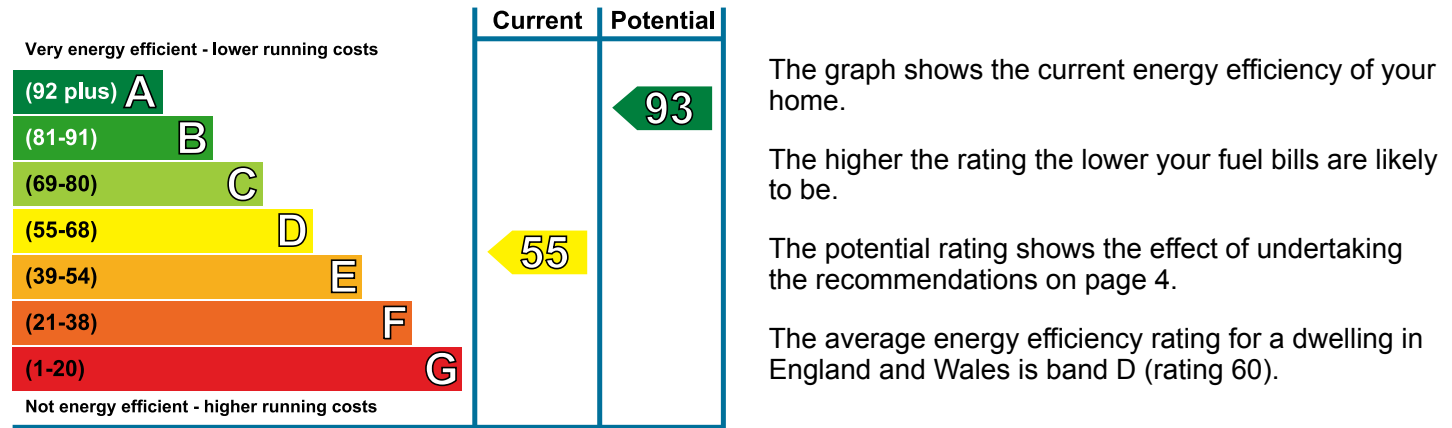 Current Potential
Very energy efficient - lower running costs
(92 plus) A
93
(81-91) B
(69-80) C
(55-68) D
55
(39-54) E
(21-38) F
(1-20) G
Not energy efficient - higher running costs
The graph shows the current energy efficiency of your
home.
The higher the rating the lower your fuel bills are likely
to be.
The potential rating shows the effect of undertaking
the recommendations on page 4.
The average energy efficiency rating for a dwelling in
England and Wales is band D (rating 60).